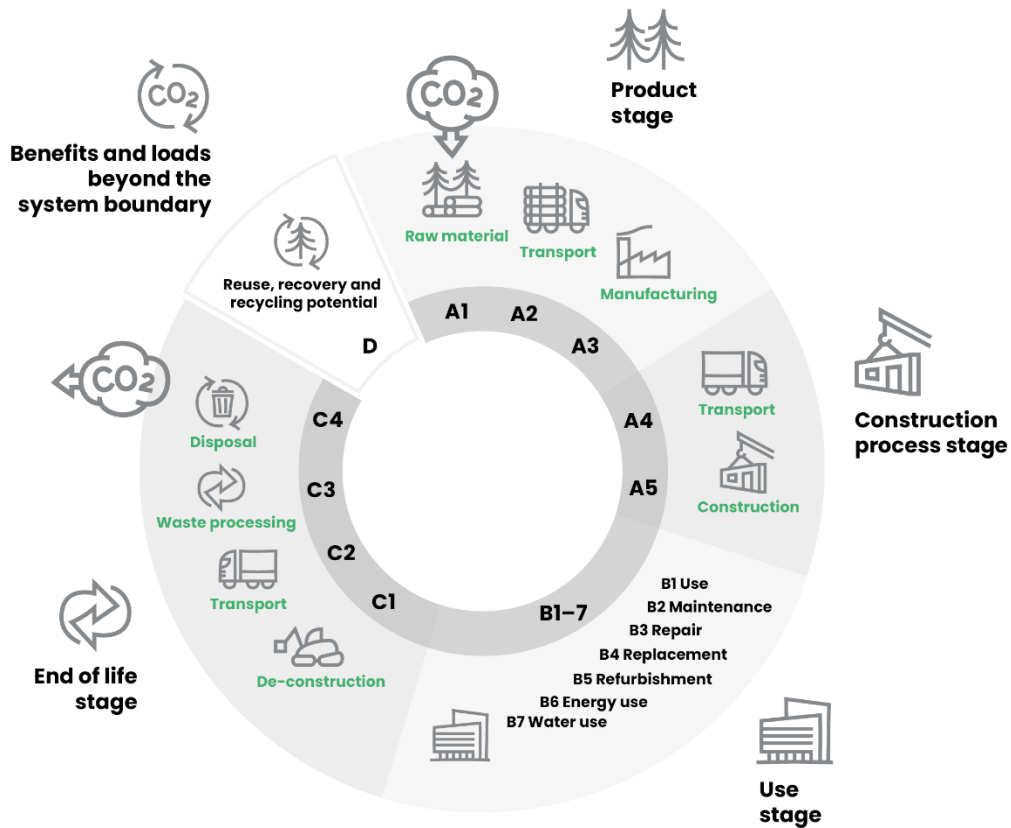 CO₂
Product
stage
CO₂
Benefits and loads
beyond the
system boundary
Raw material
Transport
Manufacturing
Reuse, recovery and
recycling potential
A1
A2
A3
D
CO₂
Transport
A4
Construction
process stage
Disposal
C4
A5
Construction
C3
Waste processing
C2
Transport
C1
B1–7
B1 Use
B2 Maintenance
B3 Repair
B4 Replacement
B5 Refurbishment
B6 Energy use
B7 Water use
De-construction
End of life
stage
Use
stage